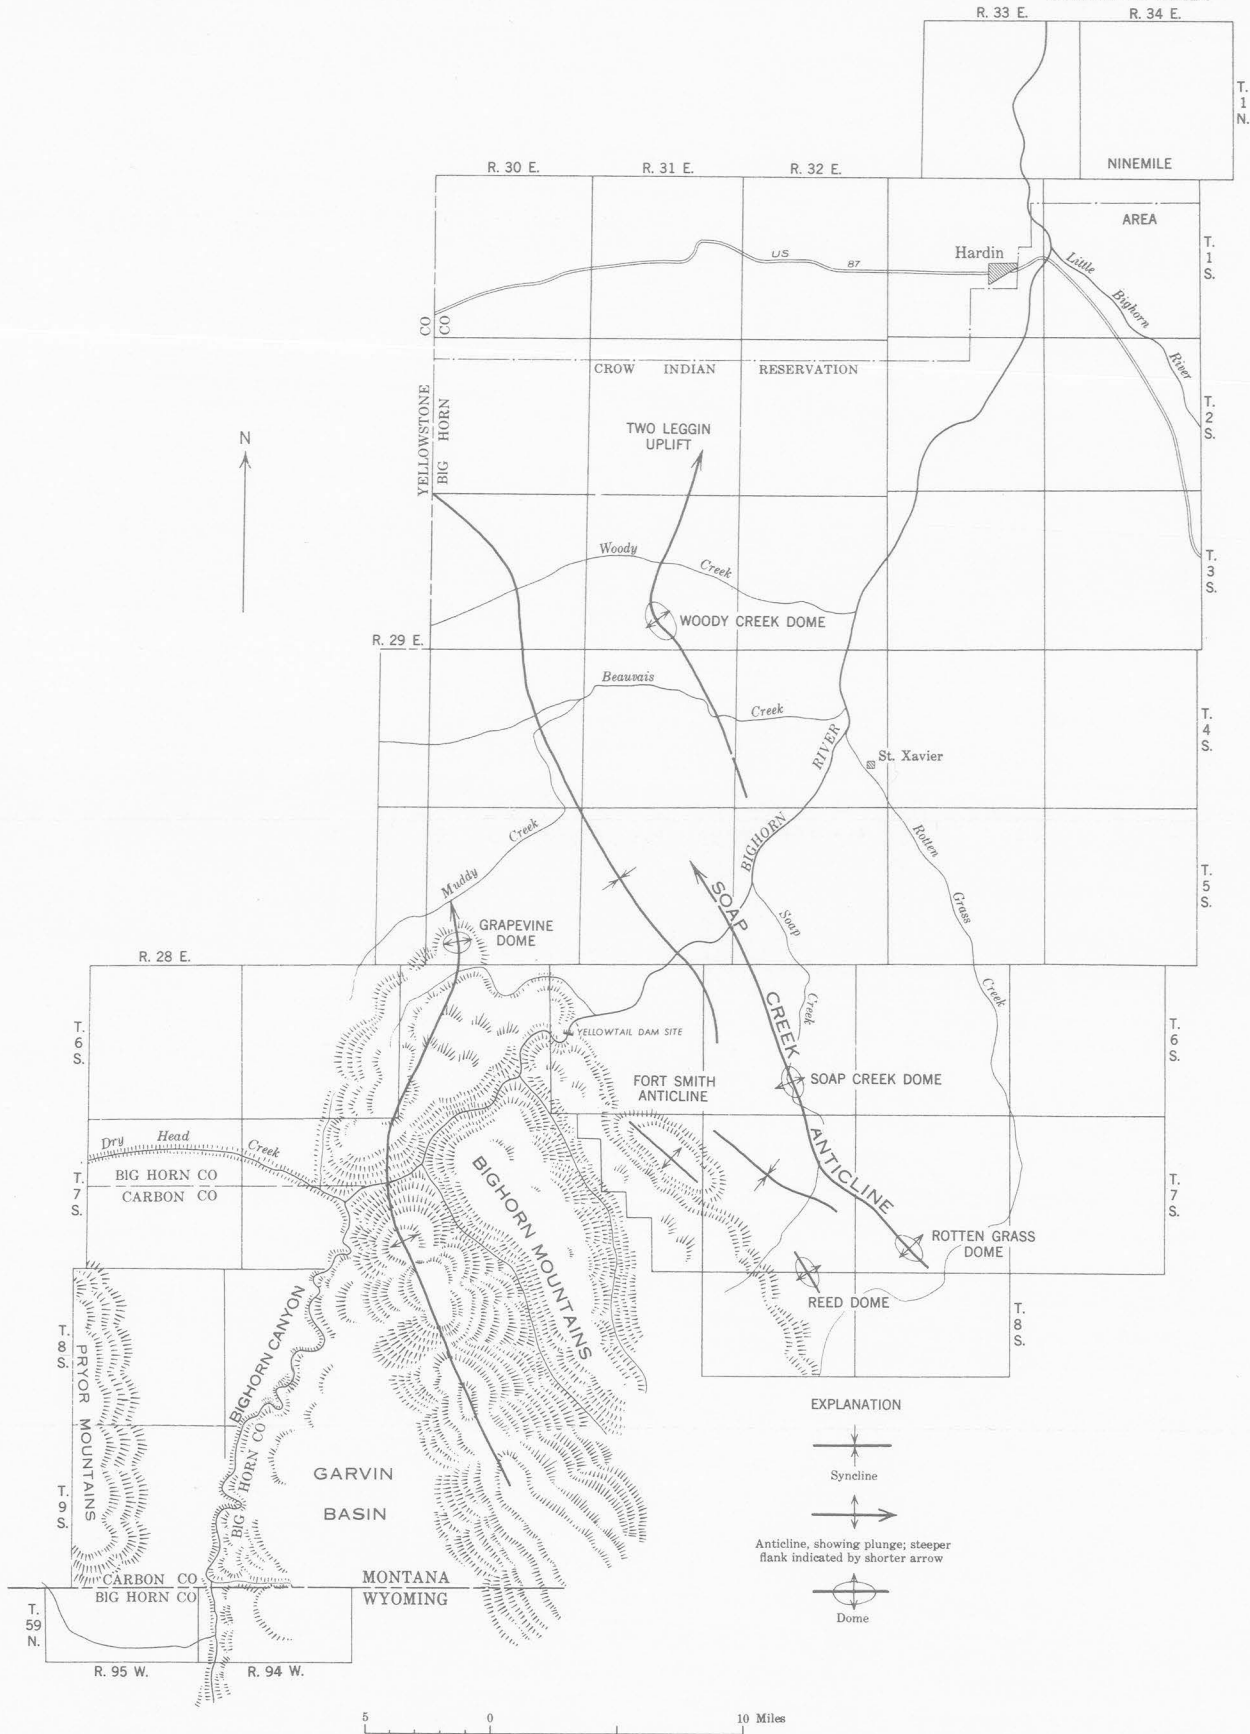 R. 33 E.
R. 34 E.
T.
1
N.
NINEMILE
R. 30 E.
R. 31 E.
R. 32 E.
AREA
T.
1
S.
US
87
Hardin
Little
Bighorn
River
CO
CO
CROW INDIAN RESERVATION
YELLOWSTONE
BIG HORN
T.
2
S.
N
TWO LEGGIN
UPLIFT
Woody
Creek
T.
3
S.
WOODY CREEK DOME
R. 29 E.
Beauvais
Creek
T.
4
S.
RIVER
St. Xavier
BIGHORN
Creek
Muddy
Rotten
Grass
Creek
T.
5
S.
SOAP
Soap
Creek
GRAPEVINE
DOME
R. 28 E.
T.
6
S.
CREEK
YELLOWTAIL DAM SITE
T.
6
S.
FORT SMITH
ANTICLINE
SOAP CREEK DOME
ANTICLINE
Dry Head Creek
BIG HORN CO
CARBON CO
T.
7
S.
T.
7
S.
BIGHORN MOUNTAINS
ROTTEN GRASS
DOME
REED DOME
T.
8
S.
T.
8
S.
BIGHORN CANYON
PRYOR MOUNTAINS
BIG HORN CO
T.
9
S.
GARVIN
BASIN
EXPLANATION
Syncline
Anticline, showing plunge; steeper
flank indicated by shorter arrow
Dome
CARBON CO
BIG HORN CO
MONTANA
WYOMING
T.
59
N.
R. 95 W.
R. 94 W.
5
0
10 Miles